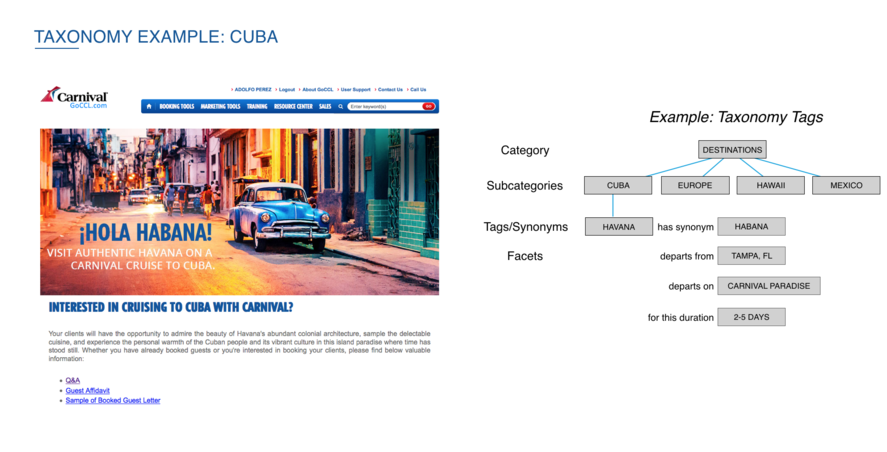 TAXONOMY EXAMPLE: CUBA
Carnival
GoCCL.com
ADOLFO PEREZ Logout About GoCCL User Support Contact Us Call Us
BOOKING TOOLS MARKETING TOOLS TRAINING RESOURCE CENTER SALES Enter keyword(s) GO
¡HOLA HABANA!
VISIT AUTHENTIC HAVANA ON A
CARNIVAL CRUISE TO CUBA.
INTERESTED IN CRUISING TO CUBA WITH CARNIVAL?
Your clients will have the opportunity to admire the beauty of Havana's abundant colonial architecture, sample the delectable
cuisine, and experience the personal warmth of the Cuban people and its vibrant culture in this island paradise where time has
stood still. Whether you have already booked guests or you're interested in booking your clients, please find below valuable
information:
Q&A
Guest Affidavit
Sample of Booked Guest Letter
Example: Taxonomy Tags
Category DESTINATIONS
Subcategories CUBA EUROPE HAWAII MEXICO
Tags/Synonyms HAVANA has synonym HABANA
Facets departs from TAMPA, FL
departs on CARNIVAL PARADISE
for this duration 2-5 DAYS